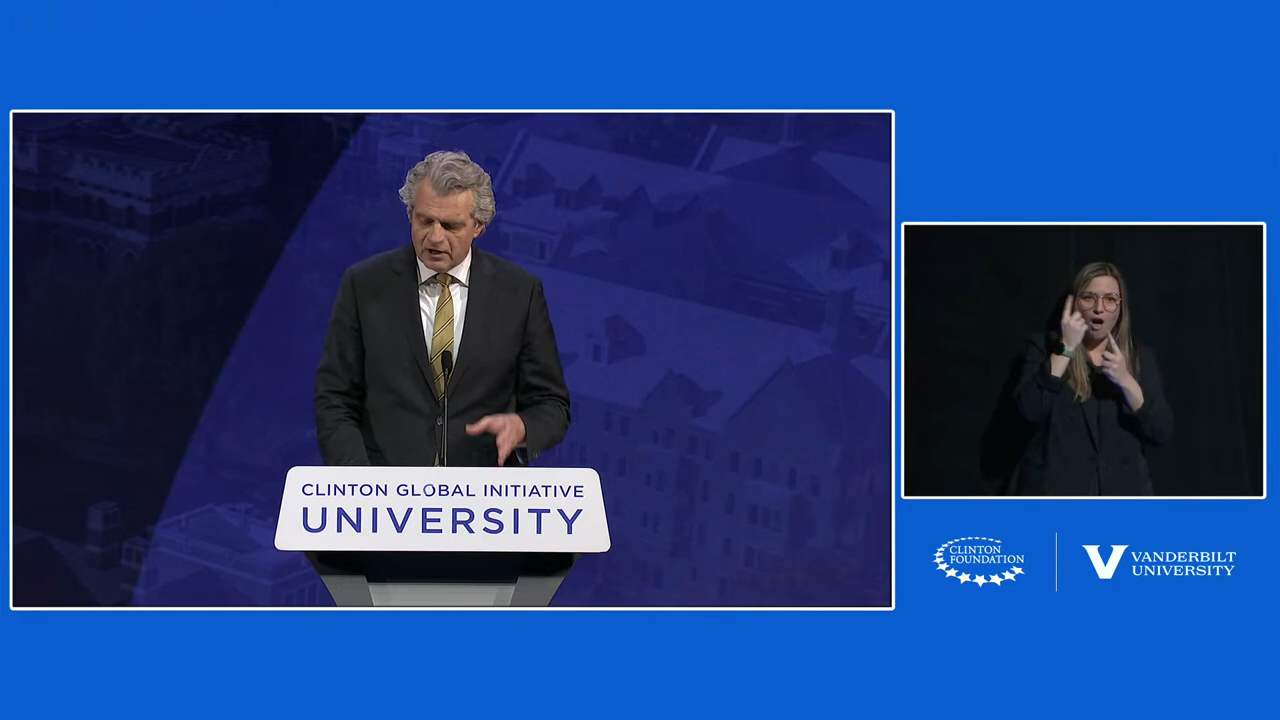 CLINTON GLOBAL INITIATIVE
UNIVERSITY
CLINTON
FOUNDATION
VANDERBILT
UNIVERSITY